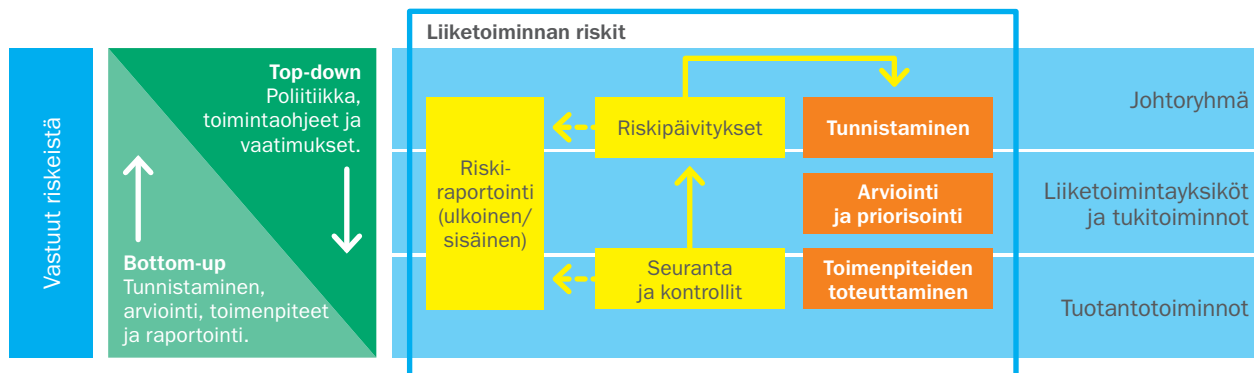 Liiketoiminnan riskit
Vastuut riskeistä
Top-down
Poliitiikka,
toimintaohjeet ja
vaatimukset.
Bottom-up
Tunnistaminen,
arviointi, toimenpiteet
ja raportointi.
Riski-
raportointi
(ulkoinen/
sisäinen)
Riskipäivitykset
Seuranta
ja kontrollit
Tunnistaminen
Arviointi
ja priorisointi
Toimenpiteiden
toteuttaminen
Johtoryhmä
Liiketoimintayksiköt
ja tukitoiminnot
Tuotantotoiminnot